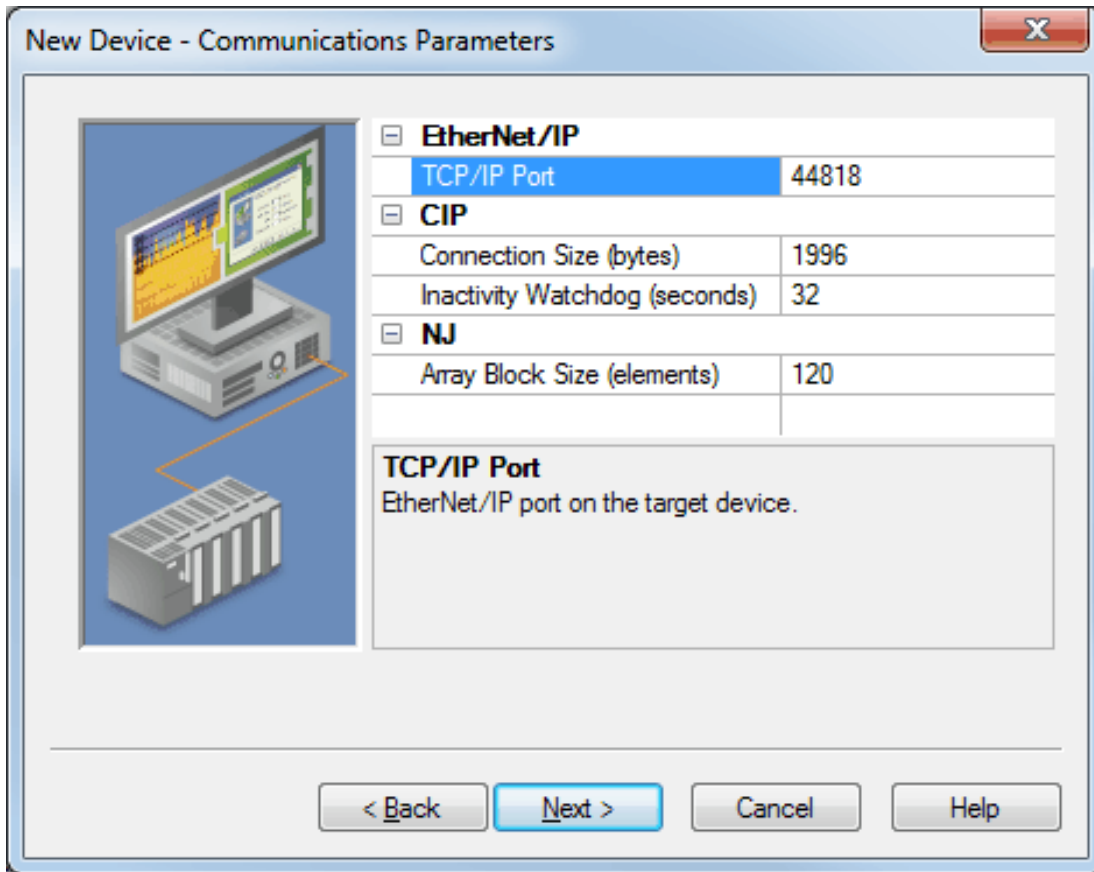 New Device - Communications Parameters
EtherNet/IP
TCP/IP Port 44818
CIP
Connection Size (bytes) 1996
Inactivity Watchdog (seconds) 32
NJ
Array Block Size (elements) 120
TCP/IP Port
EtherNet/IP port on the target device.
< Back Next > Cancel Help